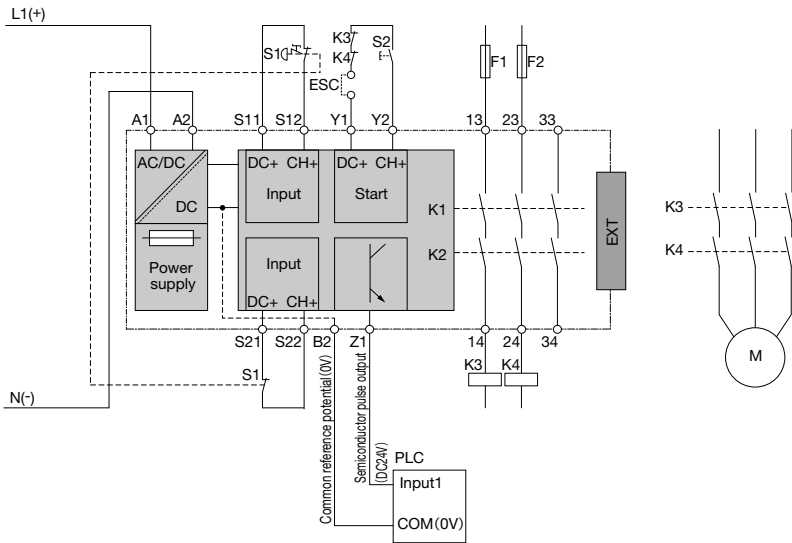 L1(+)
K3
S2
S1
K4
F1
F2
ESC
A1
A2
S11
S12
Y1
Y2
13
23
33
AC/DC
DC+
CH+
DC+
CH+
DC
Input
Start
K1
K3
EXT
K2
K4
Input
Power
supply
DC+
CH+
S21
S22
B2
Z1
14
24
34
M
K3
K4
S1
N(-)
Common reference potential(0V)
Semiconductor pulse output
(DC24V)
PLC
Input1
COM(0V)